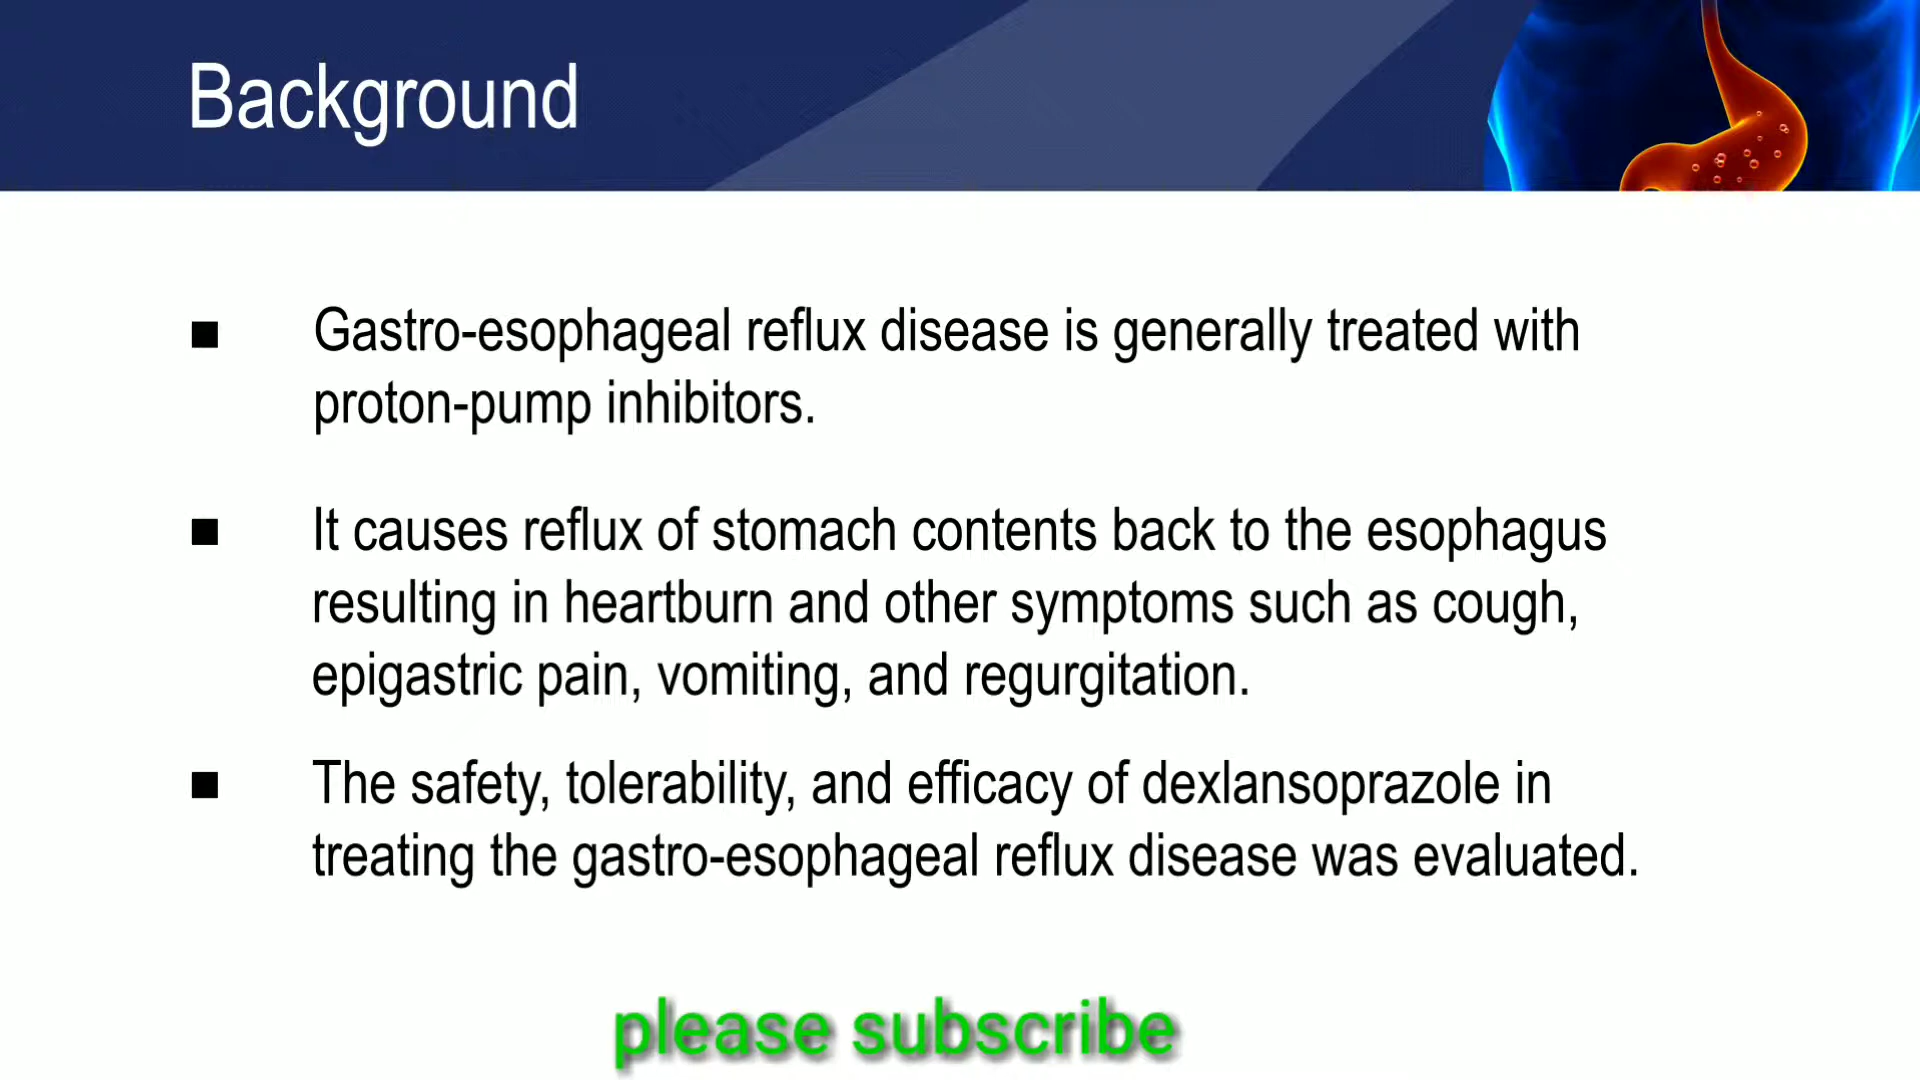 Background
■ Gastro-esophageal reflux disease is generally treated with
proton-pump inhibitors.
■ It causes reflux of stomach contents back to the esophagus
resulting in heartburn and other symptoms such as cough,
epigastric pain, vomiting, and regurgitation.
■ The safety, tolerability, and efficacy of dexlansoprazole in
treating the gastro-esophageal reflux disease was evaluated.
please subscribe